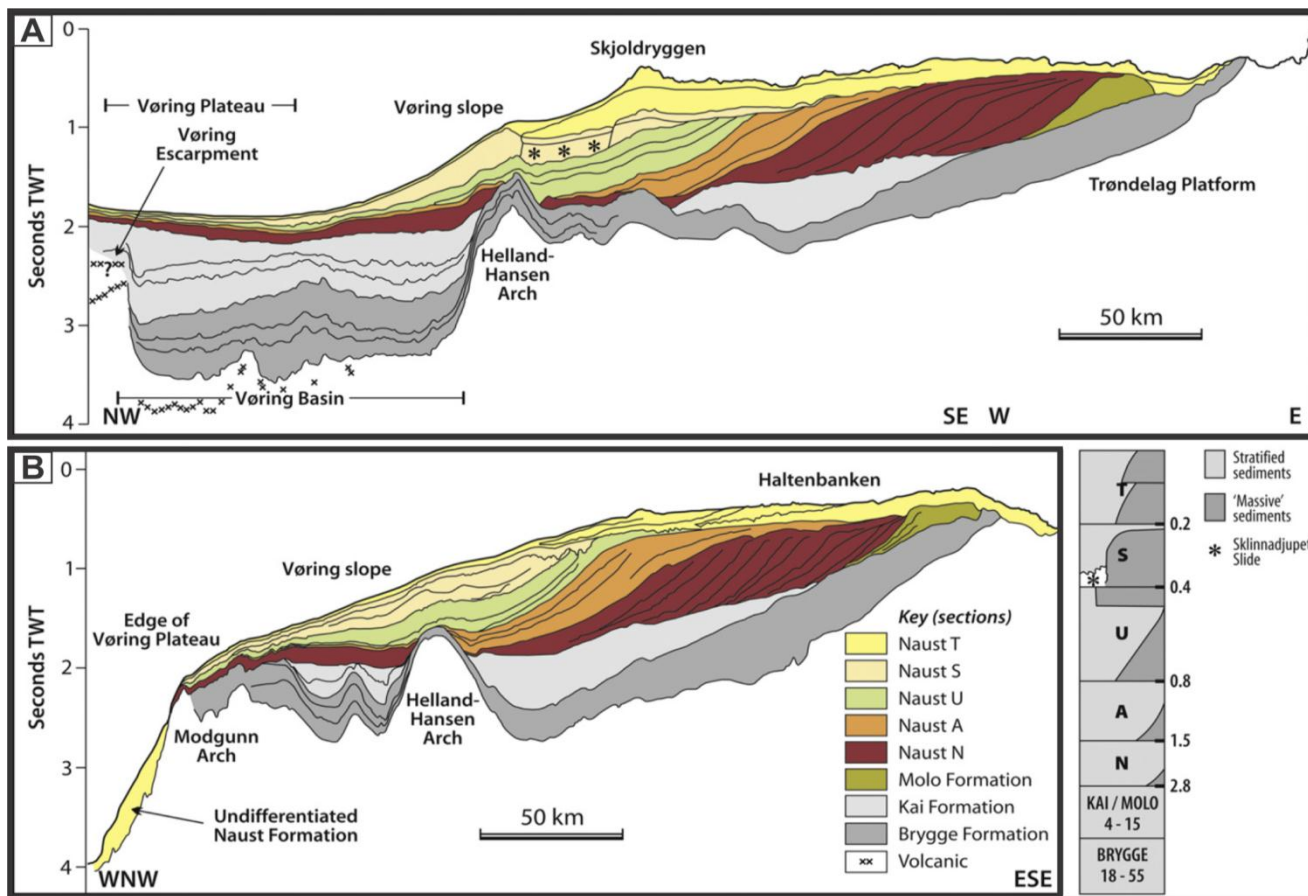 A
0
1
2
3
4
Seconds TWT
Skjoldryggen
Vøring Plateau
Vøring slope
Vøring
Escarpment
* * *
Trøndelag Platform
?
Helland-
Hansen
Arch
50 km
Vøring Basin
NW
SE W
E
B
0
1
2
3
4
Seconds TWT
Haltenbanken
Vøring slope
Edge of
Vøring Plateau
Helland-
Hansen
Arch
Modgunn
Arch
Undifferentiated
Naust Formation
50 km
WNW
ESE
Key (sections)
Naust T
Naust S
Naust U
Naust A
Naust N
Molo Formation
Kai Formation
Brygge Formation
×× Volcanic
T
0.2
S
*
0.4
U
0.8
A
1.5
N
2.8
KAI / MOLO
4 - 15
BRYGGE
18 - 55
Stratified
sediments
'Massive'
sediments
* Sklinnadjupet
Slide